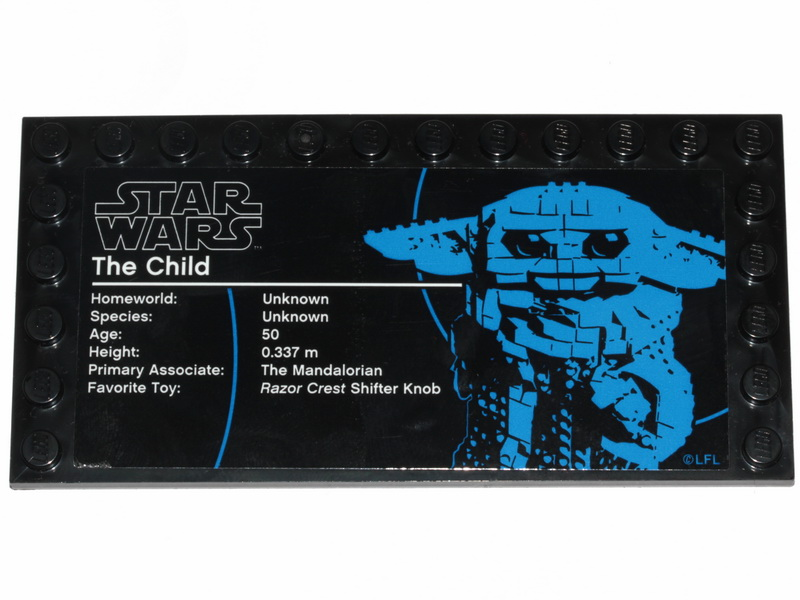 STAR
WARS™
The Child
Homeworld: Unknown
Species: Unknown
Age: 50
Height: 0.337 m
Primary Associate: The Mandalorian
Favorite Toy: Razor Crest Shifter Knob
©LFL